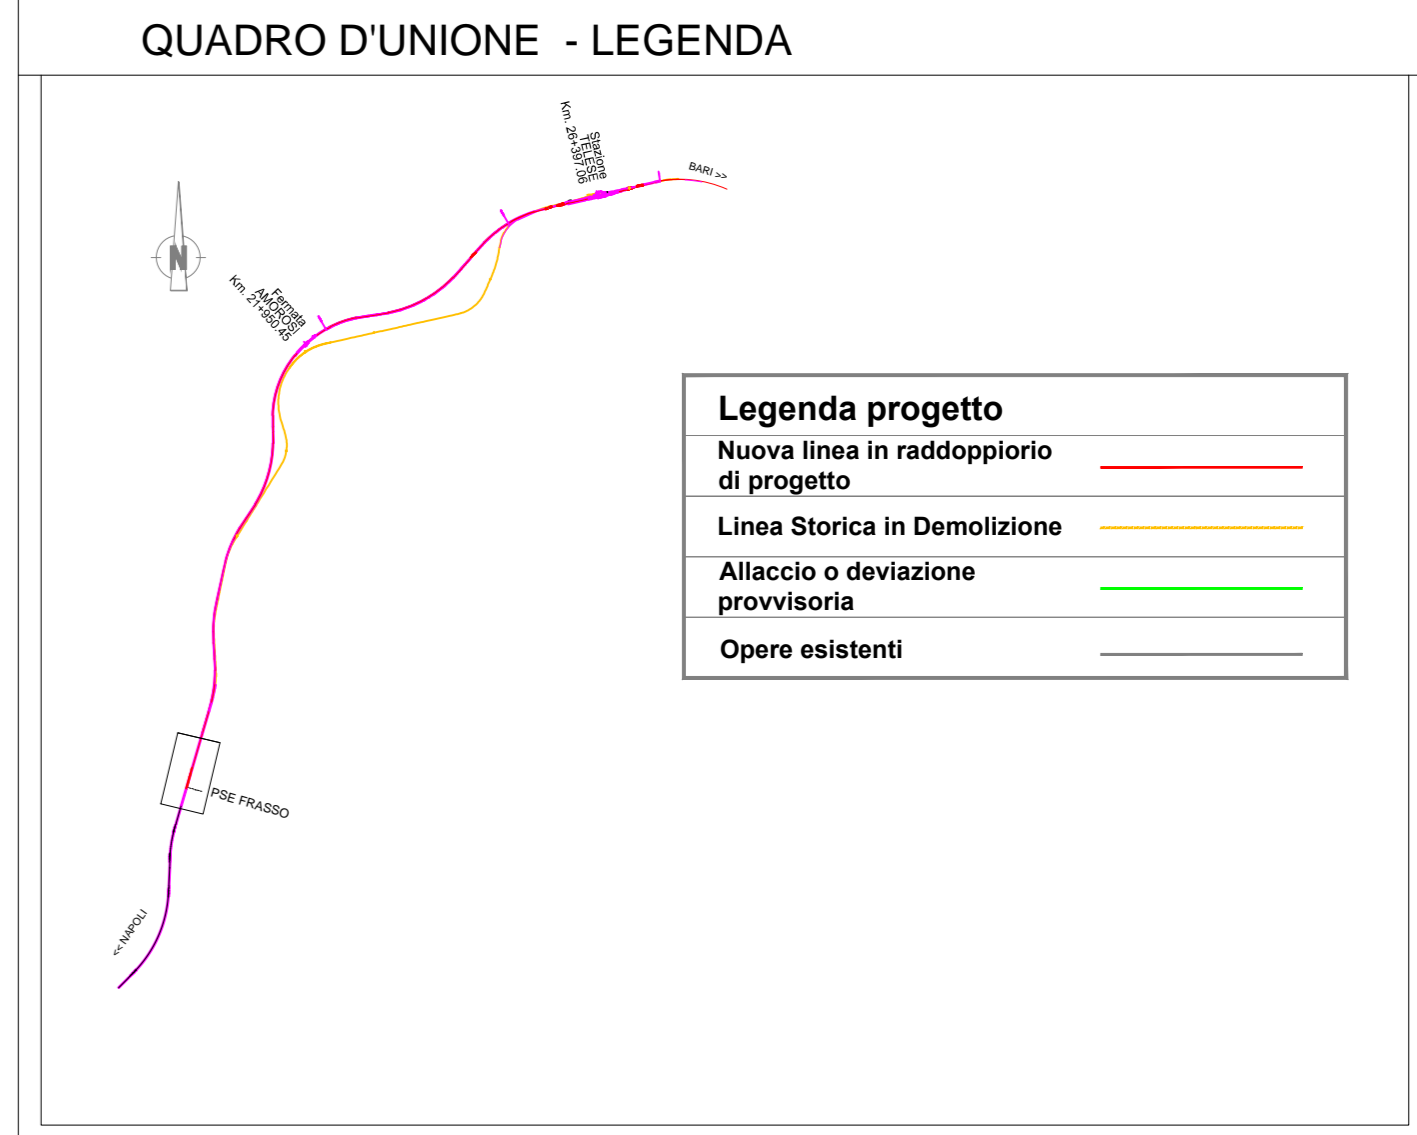 QUADRO D'UNIONE - LEGENDA
Stazione
TELESE
Km. 26+397.06
BARI >>
N
Fermata
AMOROSI
Km. 21+950.45
Legenda progetto
Nuova linea in raddoppiorio
di progetto
Linea Storica in Demolizione
Allaccio o deviazione
provvisoria
Opere esistenti
PSE FRASSO
<< NAPOLI